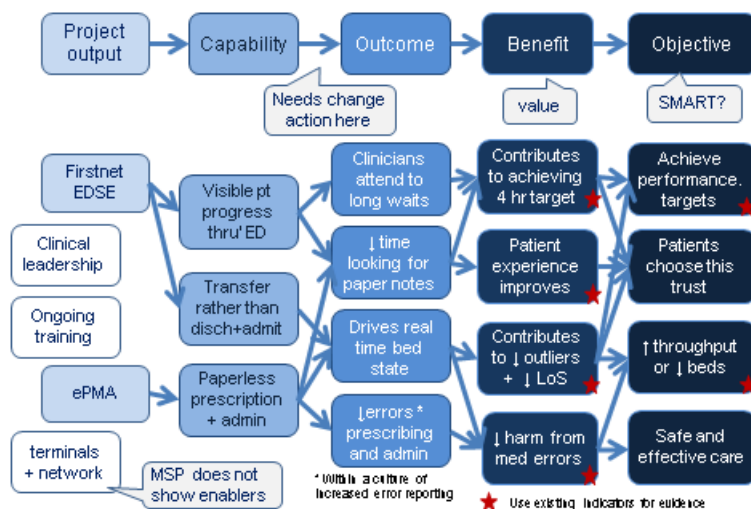 Project
output
Capability
Outcome
Benefit
Objective
Needs change
action here
value
SMART?
Firstnet
EDSE
Clinical
leadership
Ongoing
training
ePMA
terminals
+ network
MSP does not
show enablers
Visible pt
progress
thru' ED
Transfer
rather than
disch+admit
Paperless
prescription
+ admin
Clinicians
attend to
long waits
↓ time
looking for
paper notes
Drives real
time bed
state
↓errors *
prescribing
and admin
* Within a culture of
Increased error reporting
Contributes
to achieving
4 hr target
Patient
experience
improves
Contributes
to ↓ outliers
+ ↓ LoS
↓ harm from
med errors
Achieve
performance.
targets
Patients
choose this
trust
↑ throughput
or ↓ beds
Safe and
effective care
Use existing indicators for evidence